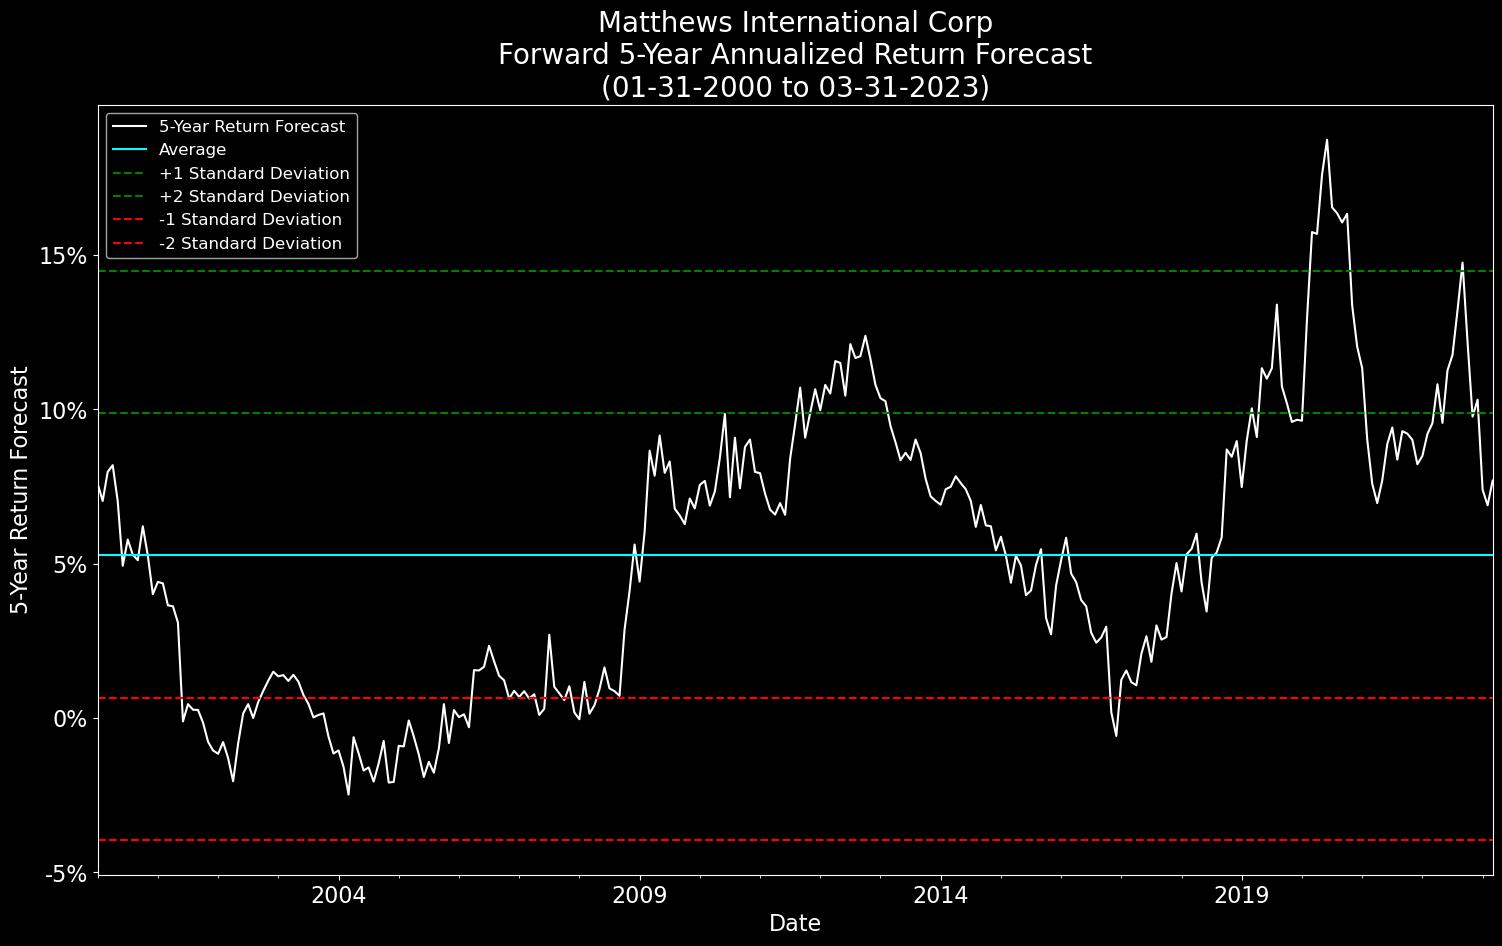 Matthews International Corp
Forward 5-Year Annualized Return Forecast
(01-31-2000 to 03-31-2023)
5-Year Return Forecast
Average
+1 Standard Deviation
+2 Standard Deviation
-1 Standard Deviation
-2 Standard Deviation
5-Year Return Forecast
15%
10%
5%
0%
-5%
2004
2009
2014
2019
Date